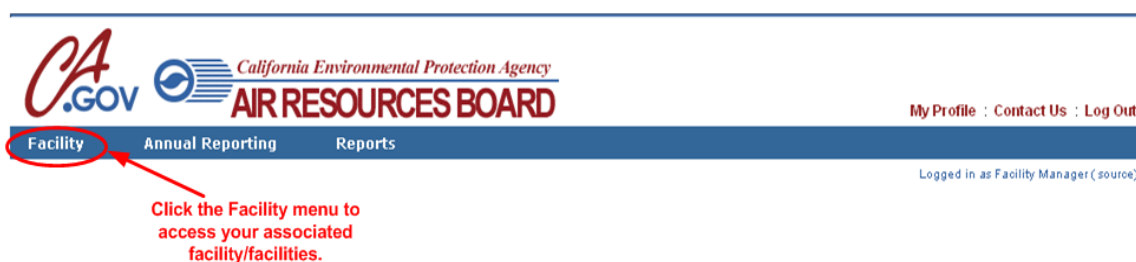 CA
.GOV
California Environmental Protection Agency
AIR RESOURCES BOARD
My Profile : Contact Us : Log Out
Facility Annual Reporting Reports
Logged in as Facility Manager ( source)
Click the Facility menu to
access your associated
facility/facilities.